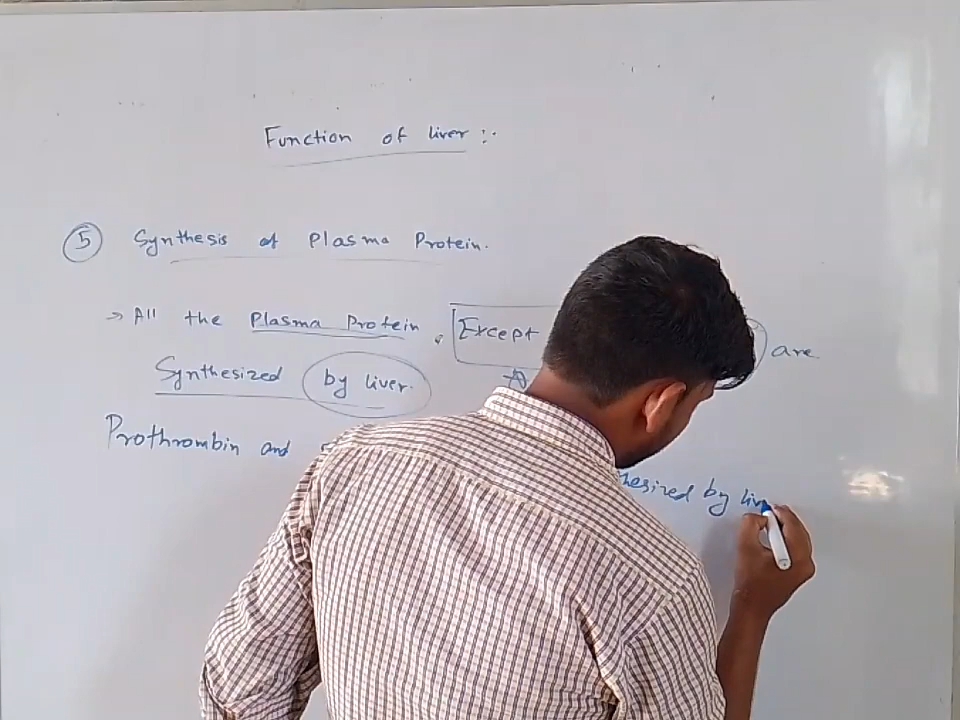 Function of liver :-
5 Synthesis of Plasma Protein.
→ All the Plasma Protein, Except are
Synthesized by liver.
Prothrombin and by liv